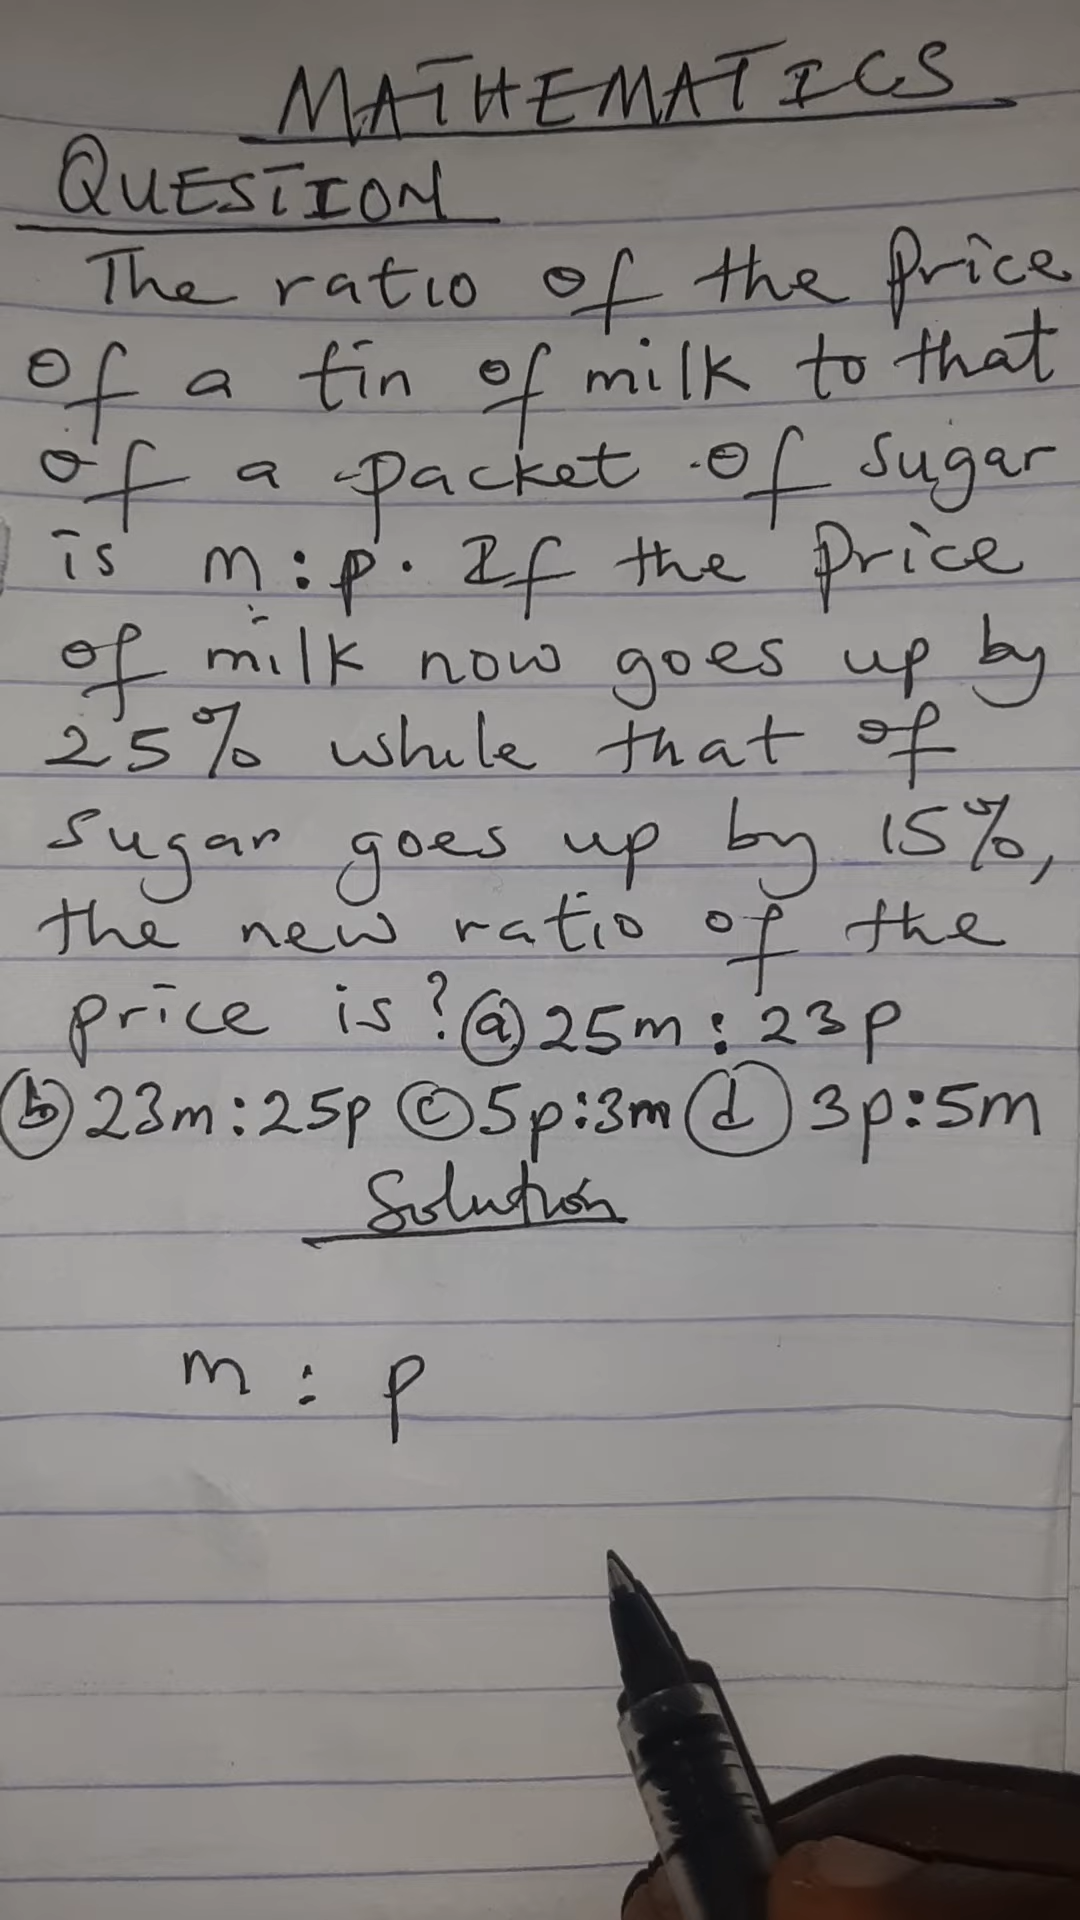 MATHEMATICS
QUESTION
The ratio of the price
of a tin of milk to that
of a packet of sugar
is m:p. If the price
of milk now goes up by
25% while that of
sugar goes up by 15%,
the new ratio of the
price is? (a) 25m : 23p
(b) 23m:25p (c) 5p:3m (d) 3p:5m
Solution
m : p